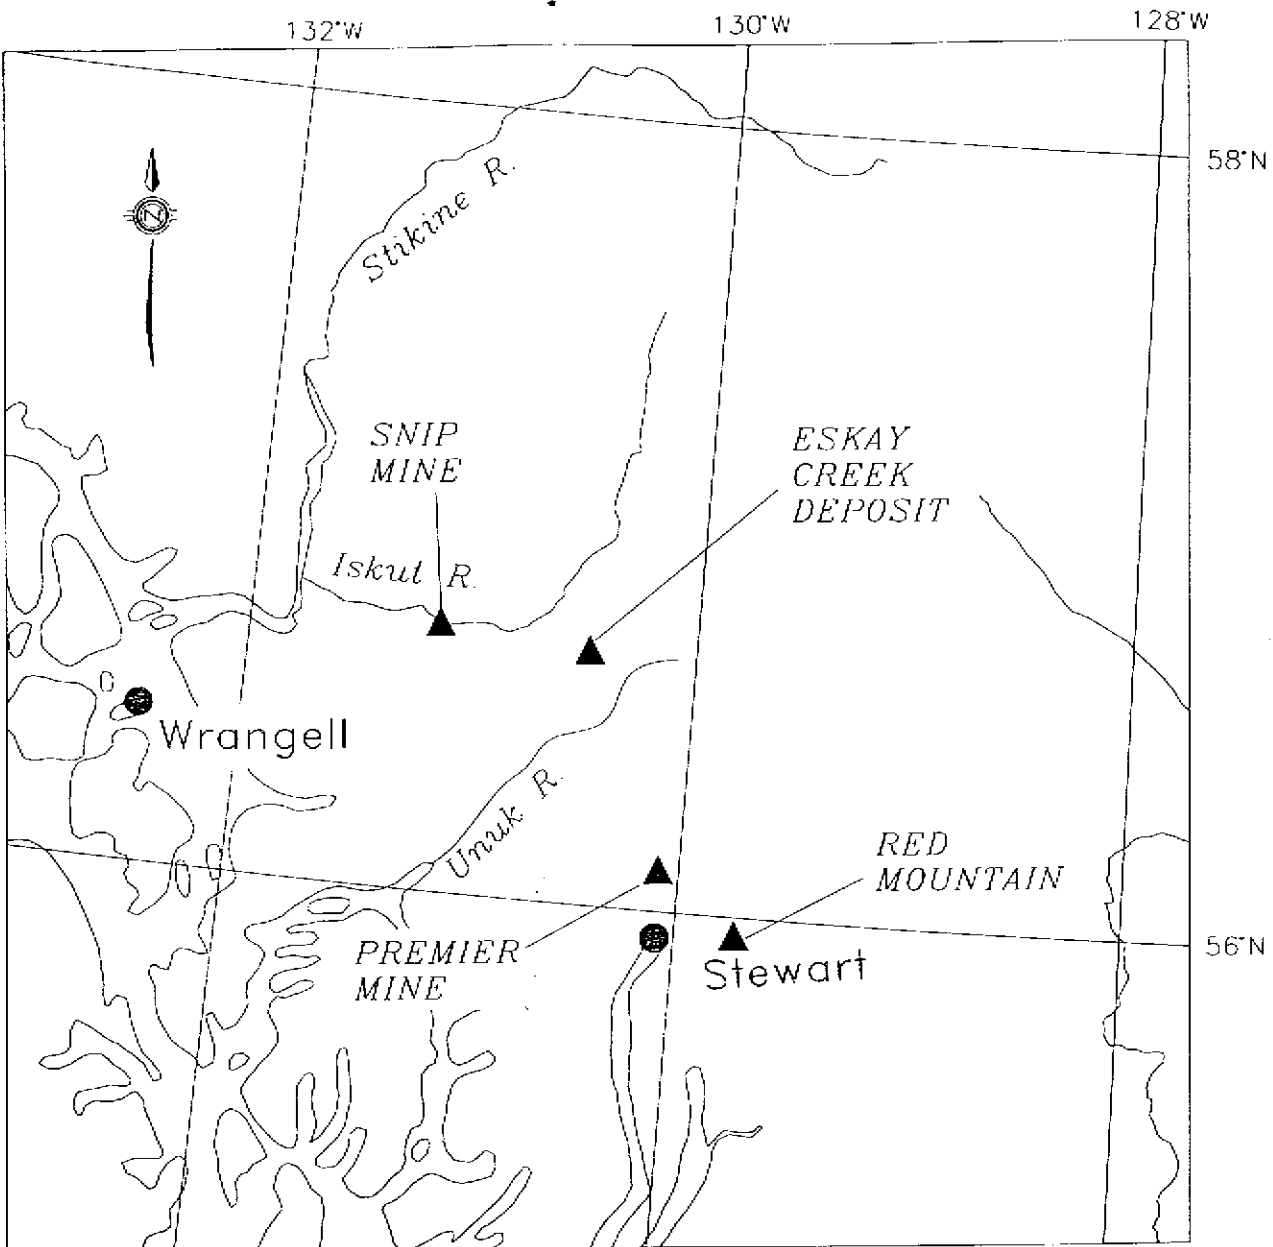 132°W
130°W
128°W
58°N
Z
Stikine R.
SNIP
MINE
ESKAY
CREEK
DEPOSIT
Iskut R.
Wrangell
Unuk R.
RED
MOUNTAIN
56°N
PREMIER
MINE
Stewart